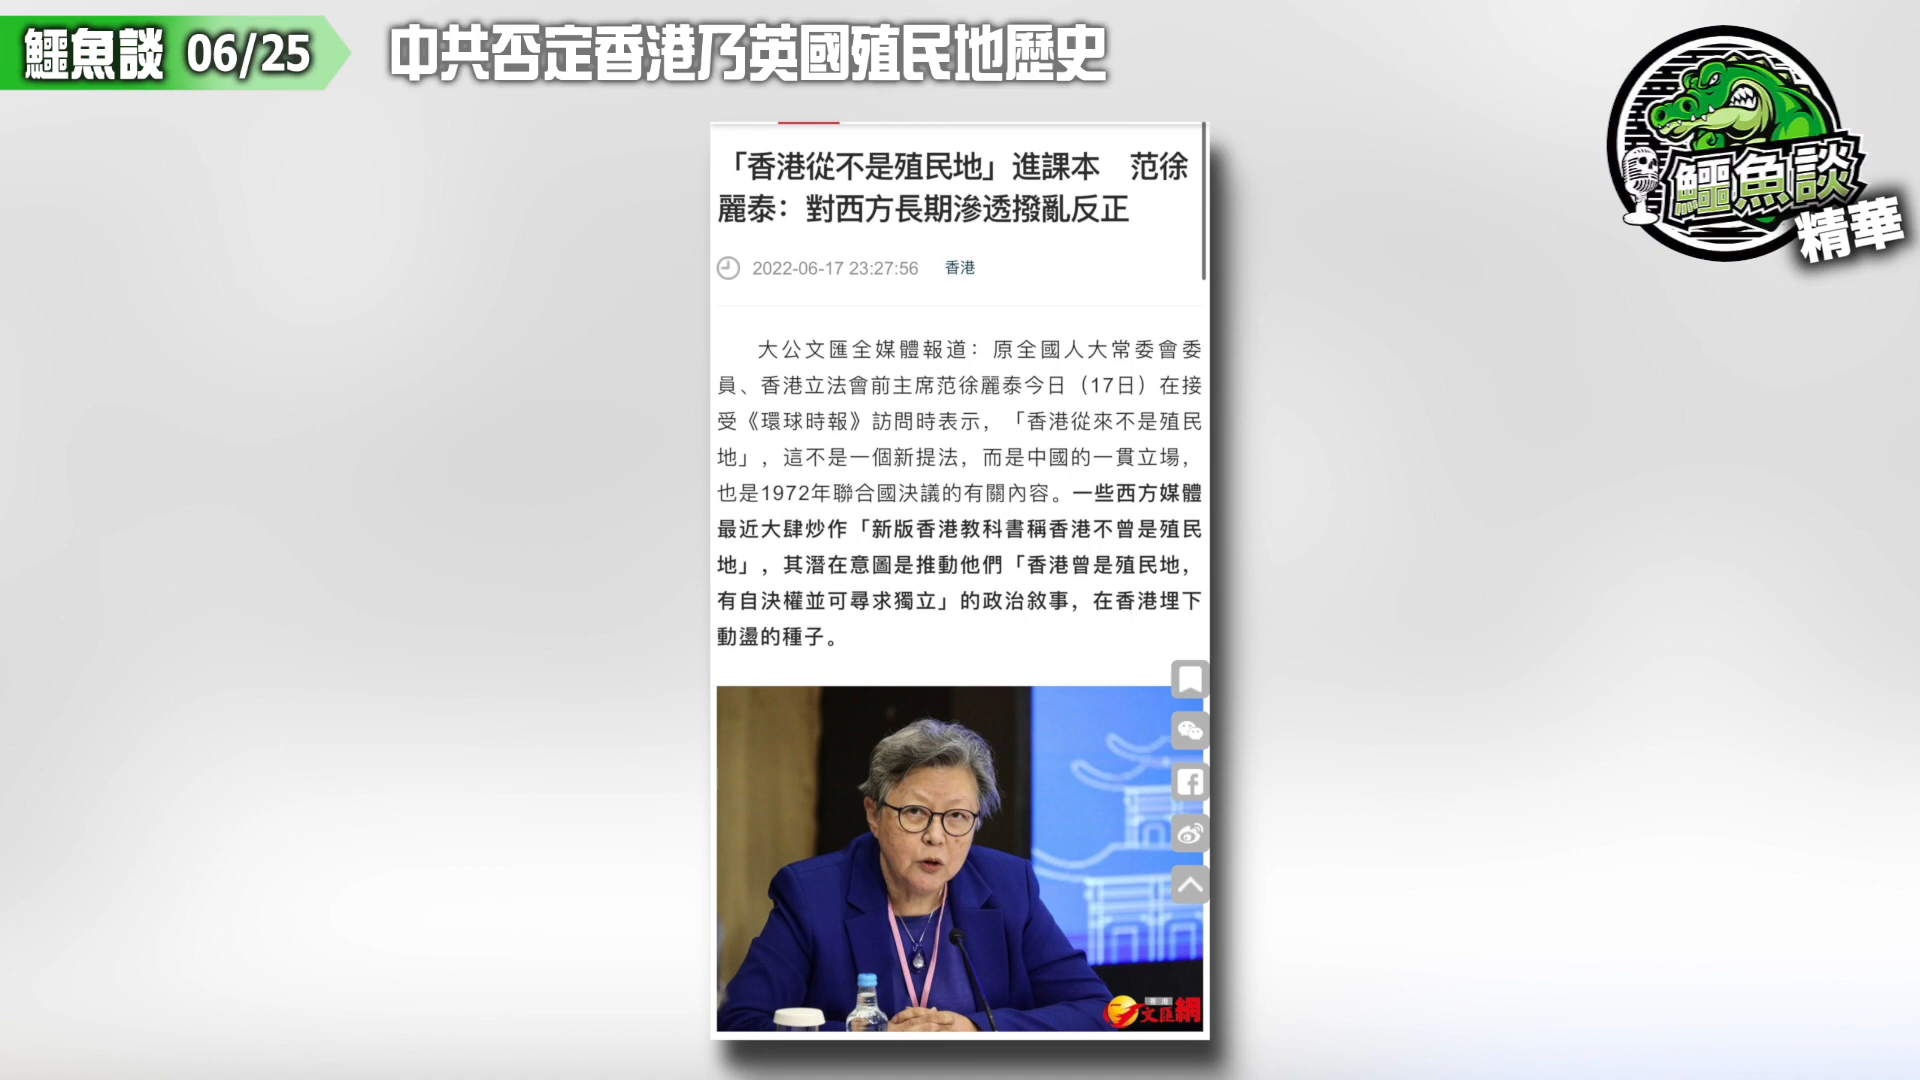 鱷魚談 06/25
中共否定香港乃英國殖民地歷史
鱷魚談
精華
「香港從不是殖民地」進課本　范徐
麗泰：對西方長期滲透撥亂反正
2022-06-17 23:27:56 香港
大公文匯全媒體報道：原全國人大常委會委
員、香港立法會前主席范徐麗泰今日（17日）在接
受《環球時報》訪問時表示，「香港從來不是殖民
地」，這不是一個新提法，而是中國的一貫立場，
也是1972年聯合國決議的有關內容。一些西方媒體
最近大肆炒作「新版香港教科書稱香港不曾是殖民
地」，其潛在意圖是推動他們「香港曾是殖民地，
有自決權並可尋求獨立」的政治敘事，在香港埋下
動盪的種子。
香港
文匯網